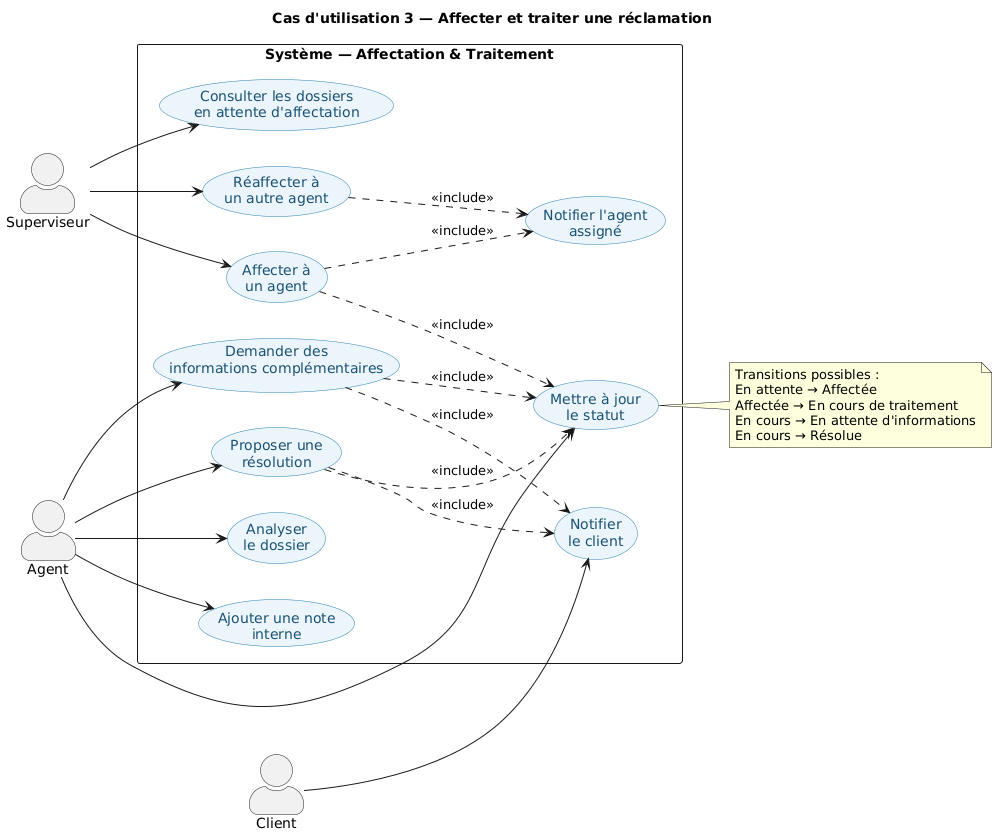 Cas d'utilisation 3 — Affecter et traiter une réclamation
Système — Affectation & Traitement
Consulter les dossiers
en attente d'affectation
Superviseur
Réaffecter à
un autre agent
«include»
Notifier l'agent
assigné
«include»
Affecter à
un agent
«include»
Demander des
informations complémentaires
«include»
Mettre à jour
le statut
Transitions possibles :
En attente → Affectée
Affectée → En cours de traitement
En cours → En attente d'informations
En cours → Résolue
«include»
Proposer une
résolution
«include»
«include»
Notifier
le client
Agent
Analyser
le dossier
Ajouter une note
interne
Client